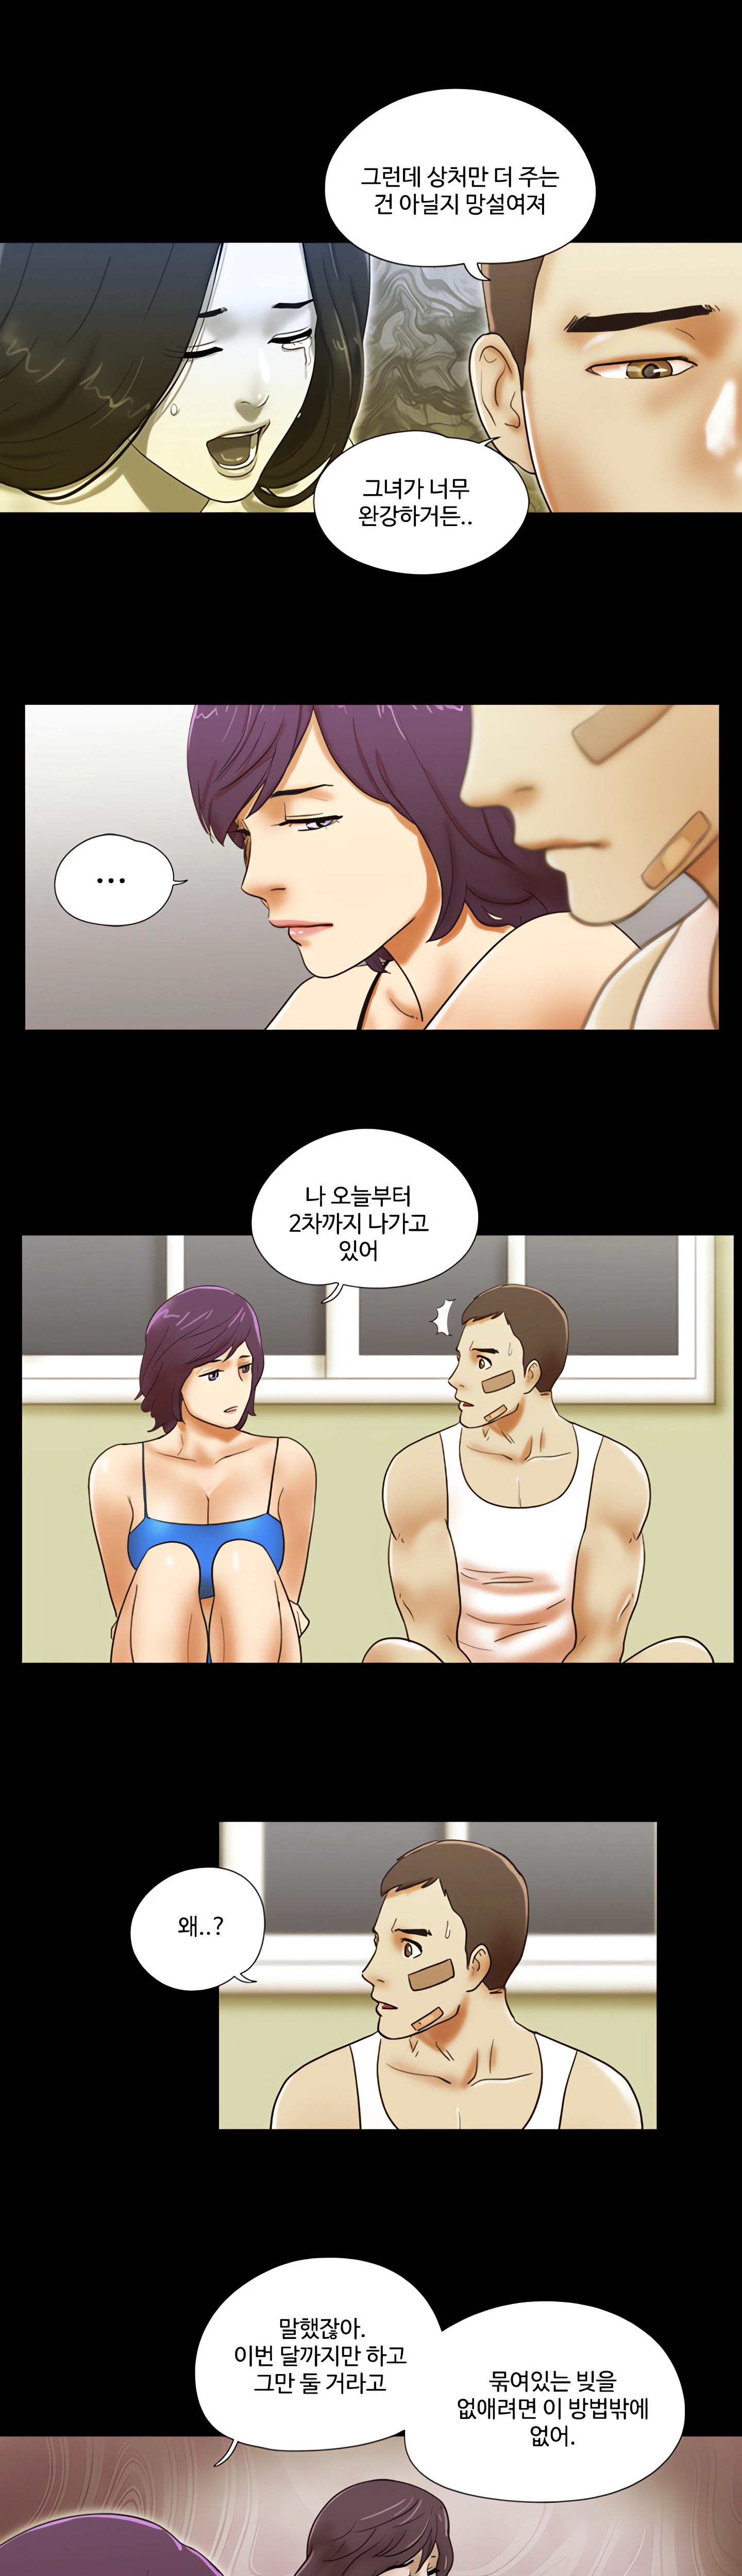 그런데 상처만 더 주는
건 아닐지 망설여져
그녀가 너무
완강하거든..
...
나 오늘부터
2차까지 나가고
있어
왜..?
말했잖아.
이번 달까지만 하고
그만 둘 거라고
묶여있는 빚을
없애려면 이 방법밖에
없어.